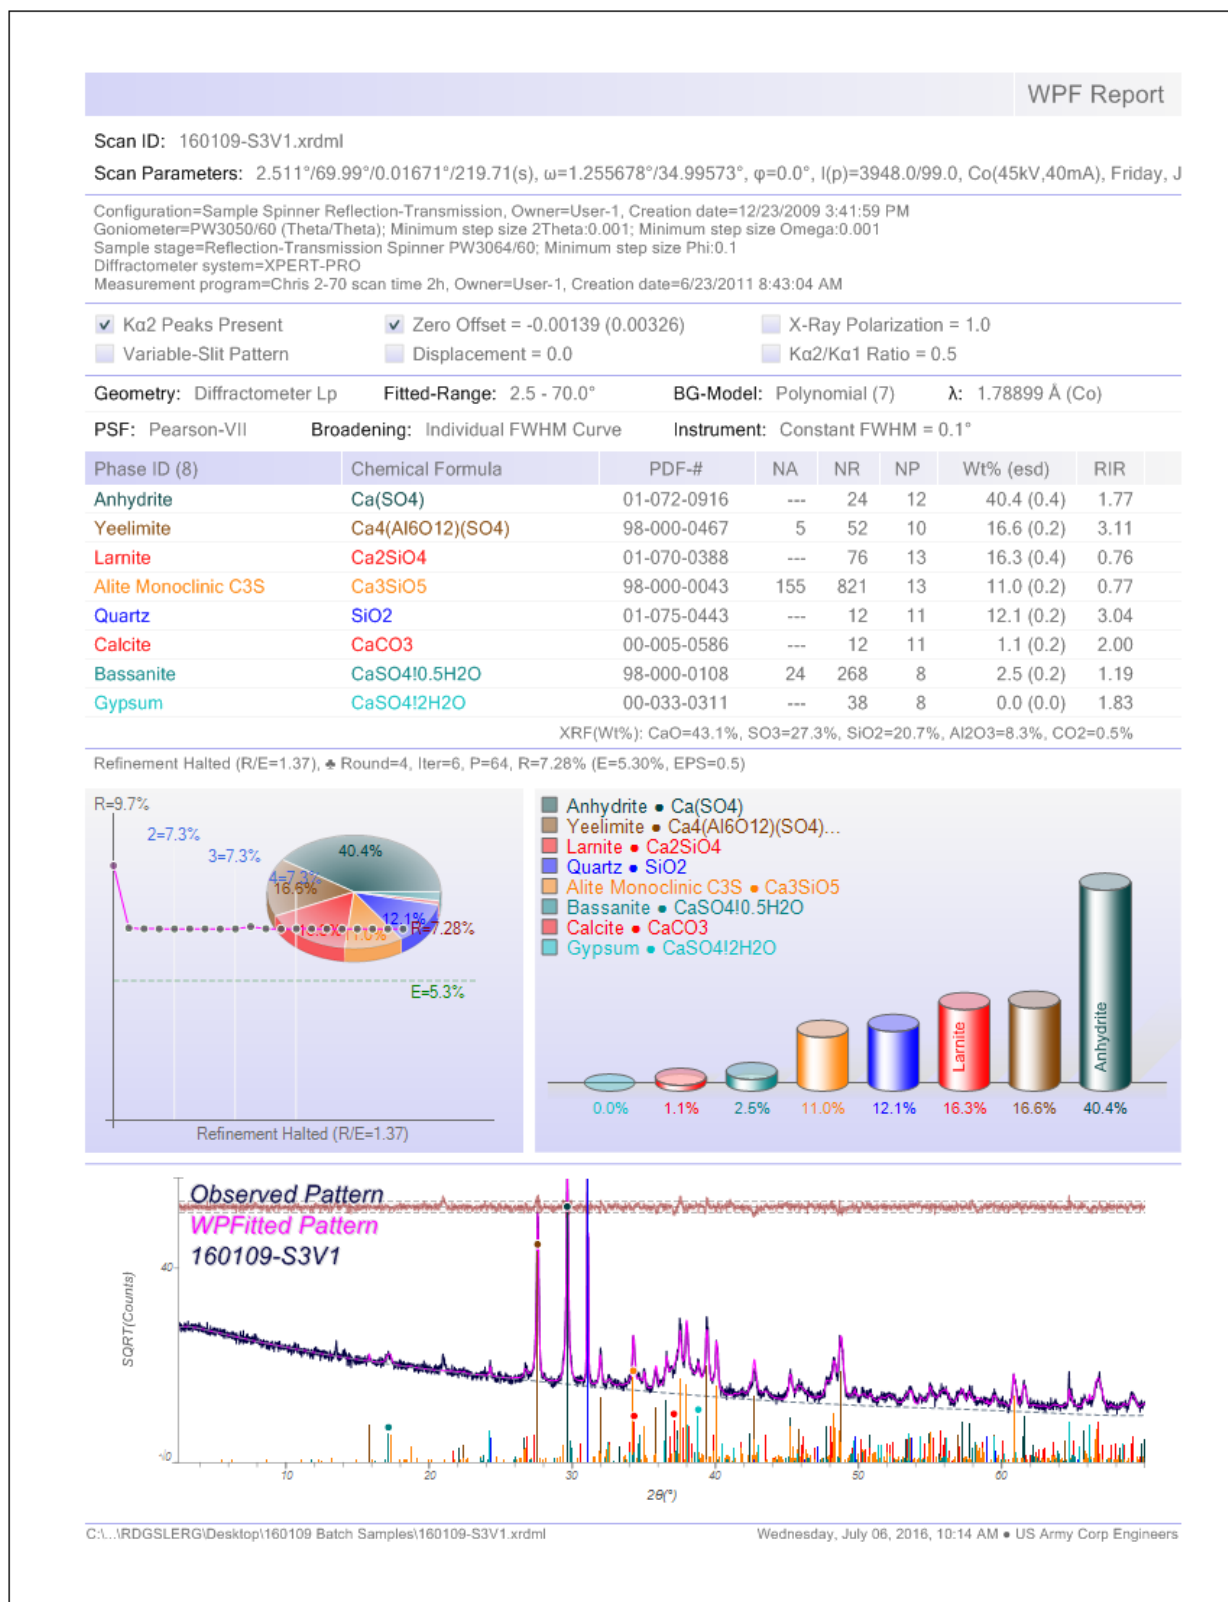 WPF Report
Scan ID: 160109-S3V1.xrdml
Scan Parameters: 2.511°/69.99°/0.01671°/219.71(s), ω=1.255678°/34.99573°, φ=0.0°, I(p)=3948.0/99.0, Co(45kV,40mA), Friday, J
Configuration=Sample Spinner Reflection-Transmission, Owner=User-1, Creation date=12/23/2009 3:41:59 PM
Goniometer=PW3050/60 (Theta/Theta); Minimum step size 2Theta:0.001; Minimum step size Omega:0.001
Sample stage=Reflection-Transmission Spinner PW3064/60; Minimum step size Phi:0.1
Diffractometer system=XPERT-PRO
Measurement program=Chris 2-70 scan time 2h, Owner=User-1, Creation date=6/23/2011 8:43:04 AM
Kα2 Peaks Present Zero Offset = -0.00139 (0.00326) X-Ray Polarization = 1.0
Variable-Slit Pattern Displacement = 0.0 Kα2/Kα1 Ratio = 0.5
Geometry: Diffractometer Lp Fitted-Range: 2.5 - 70.0° BG-Model: Polynomial (7) λ: 1.78899 Å (Co)
PSF: Pearson-VII Broadening: Individual FWHM Curve Instrument: Constant FWHM = 0.1°
Phase ID (8) Chemical Formula PDF-# NA NR NP Wt% (esd) RIR
Anhydrite Ca(SO4) 01-072-0916 --- 24 12 40.4 (0.4) 1.77
Yeelimite Ca4(Al6O12)(SO4) 98-000-0467 5 52 10 16.6 (0.2) 3.11
Larnite Ca2SiO4 01-070-0388 --- 76 13 16.3 (0.4) 0.76
Alite Monoclinic C3S Ca3SiO5 98-000-0043 155 821 13 11.0 (0.2) 0.77
Quartz SiO2 01-075-0443 --- 12 11 12.1 (0.2) 3.04
Calcite CaCO3 00-005-0586 --- 12 11 1.1 (0.2) 2.00
Bassanite CaSO4!0.5H2O 98-000-0108 24 268 8 2.5 (0.2) 1.19
Gypsum CaSO4!2H2O 00-033-0311 --- 38 8 0.0 (0.0) 1.83
XRF(Wt%): CaO=43.1%, SO3=27.3%, SiO2=20.7%, Al2O3=8.3%, CO2=0.5%
Refinement Halted (R/E=1.37), ♣ Round=4, Iter=6, P=64, R=7.28% (E=5.30%, EPS=0.5)
R=9.7%
2=7.3%
3=7.3%
4=7.3%
40.4%
16.6%
16.3%
11.0%
12.1%
R=7.28%
E=5.3%
Refinement Halted (R/E=1.37)
Anhydrite ● Ca(SO4)
Yeelimite ● Ca4(Al6O12)(SO4)...
Larnite ● Ca2SiO4
Quartz ● SiO2
Alite Monoclinic C3S ● Ca3SiO5
Bassanite ● CaSO4!0.5H2O
Calcite ● CaCO3
Gypsum ● CaSO4!2H2O
Larnite
Anhydrite
0.0% 1.1% 2.5% 11.0% 12.1% 16.3% 16.6% 40.4%
Observed Pattern
WPFitted Pattern
160109-S3V1
SQRT(Counts)
40
√0
10 20 30 40 50 60
2θ(°)
C:\...\RDGSLERG\Desktop\160109 Batch Samples\160109-S3V1.xrdml
Wednesday, July 06, 2016, 10:14 AM ● US Army Corp Engineers